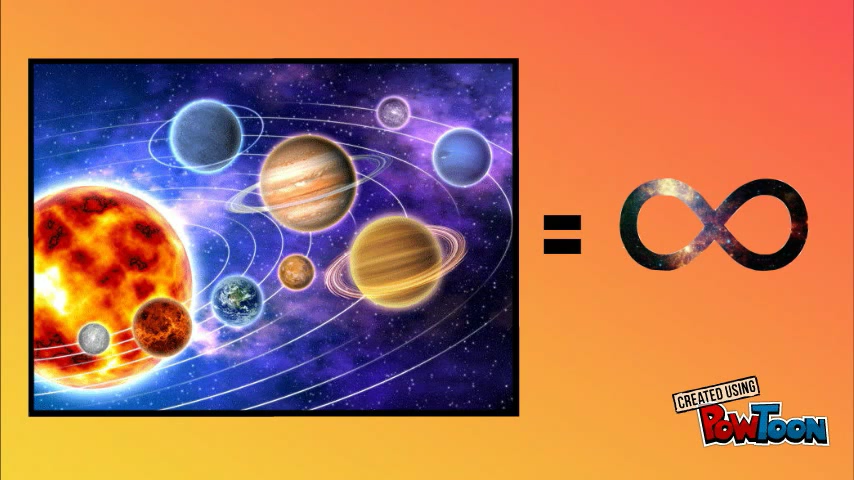 =
∞
CREATED USING
POWTOON